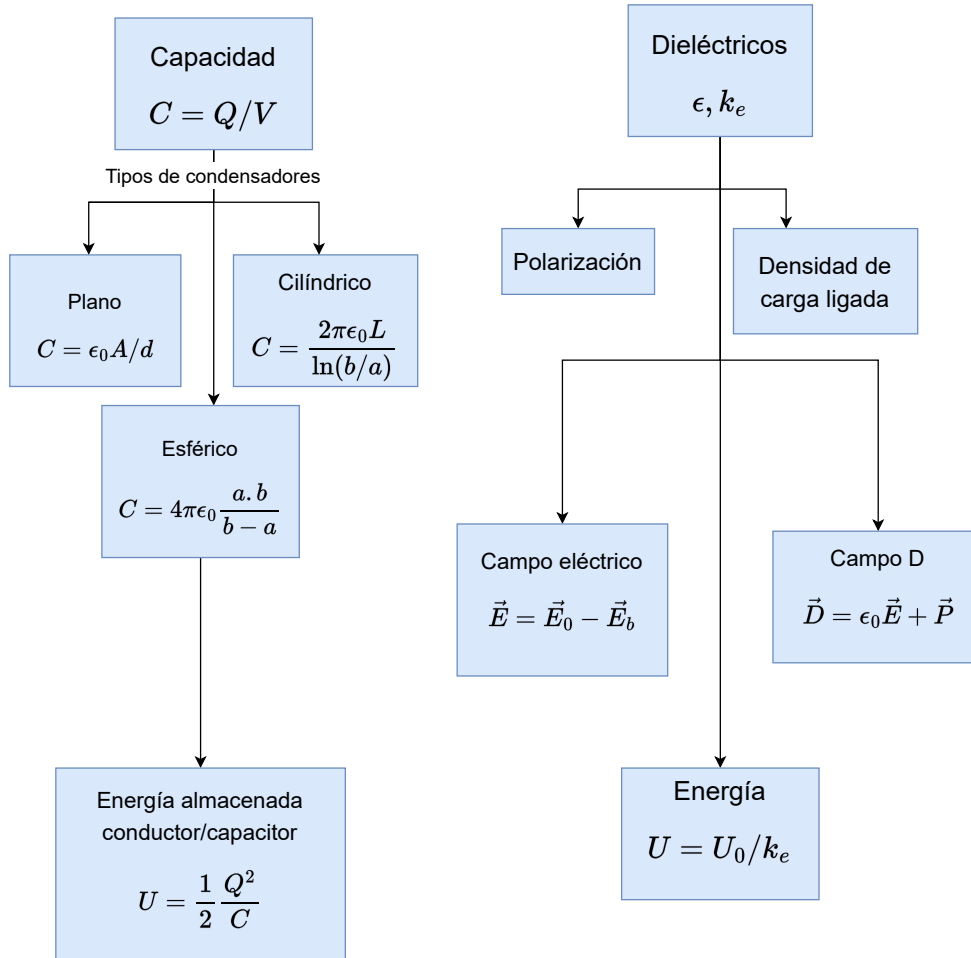 Capacidad
C = Q/V
Tipos de condensadores
Plano
C = ϵ₀A/d
Cilíndrico
C = 2πϵ₀L / ln(b/a)
Esférico
C = 4πϵ₀ a.b / b − a
Energía almacenada
conductor/capacitor
U = 1/2 Q²/C
Dieléctricos
ϵ, kₑ
Polarización
Densidad de
carga ligada
Campo eléctrico
E⃗ = E⃗₀ − E⃗_b
Campo D
D⃗ = ϵ₀E⃗ + P⃗
Energía
U = U₀/kₑ